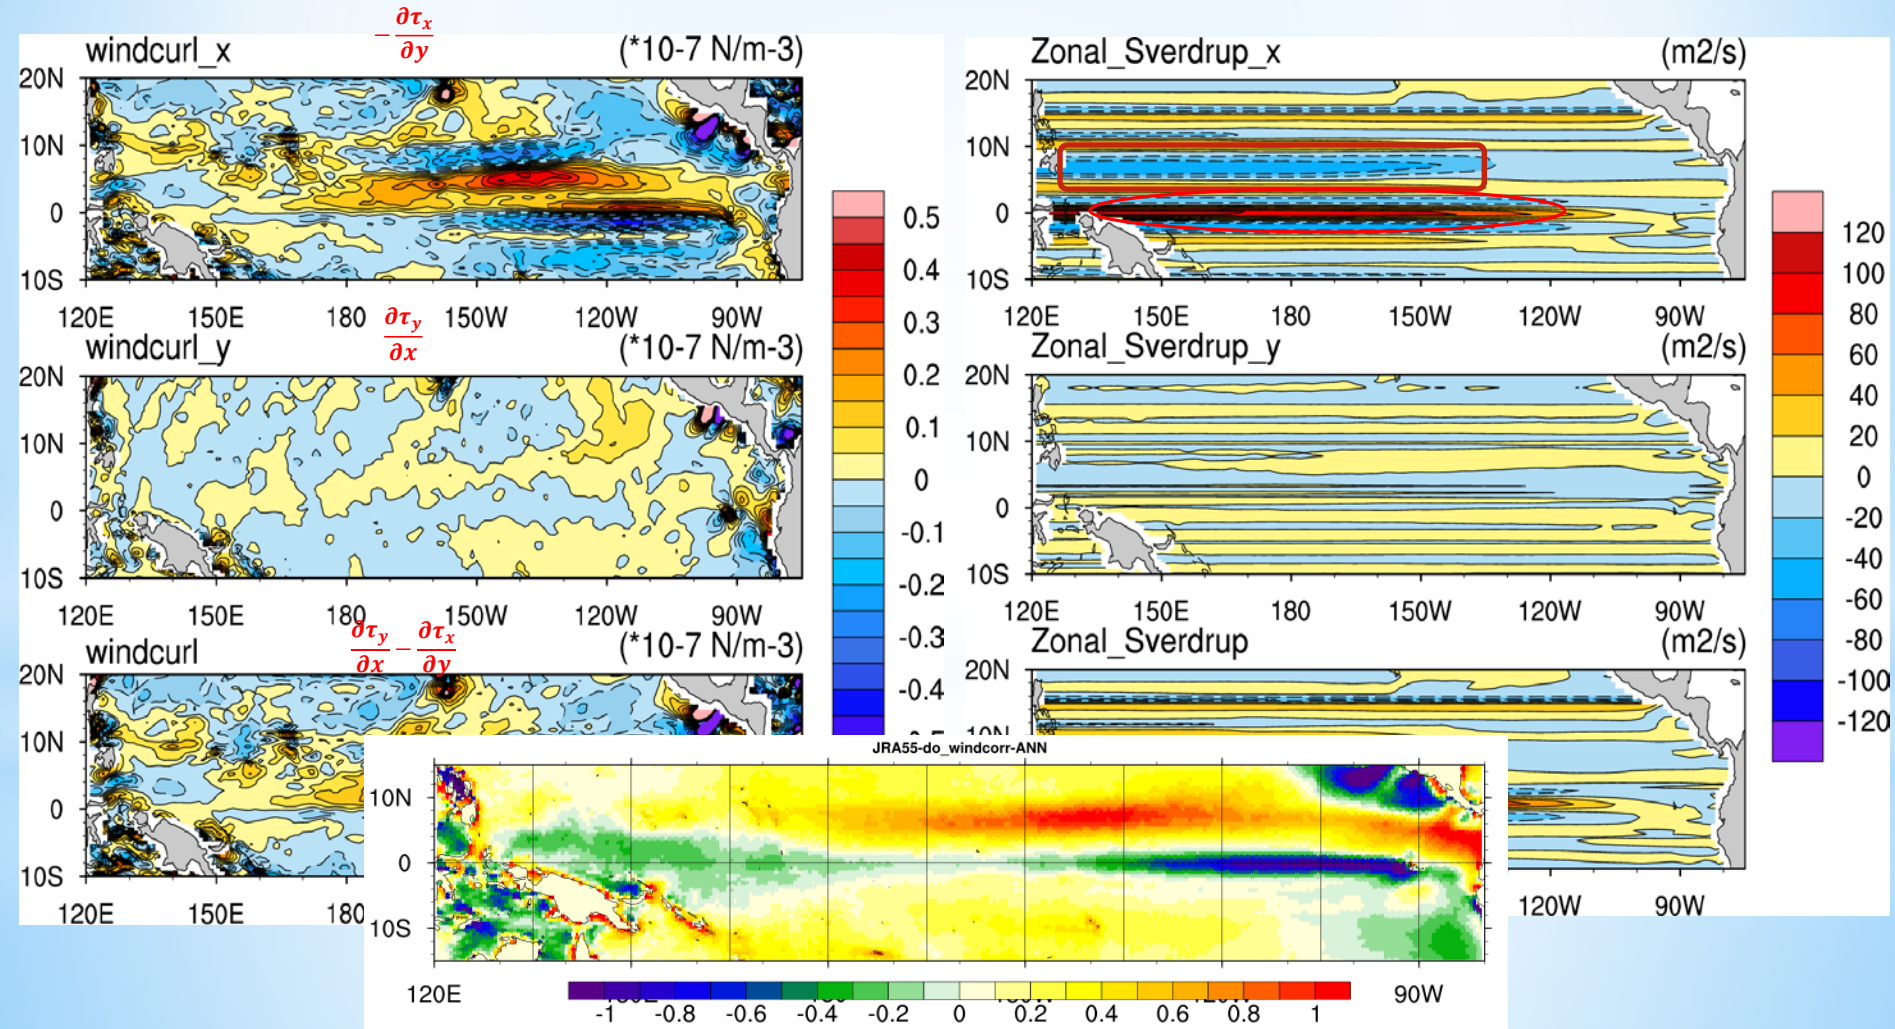 −∂τx/∂y
windcurl_x (*10-7 N/m-3)
20N
10N
0
10S
120E 150E 180 150W 120W 90W
∂τy/∂x
windcurl_y (*10-7 N/m-3)
20N
10N
0
10S
120E 150E 180 150W 120W 90W
∂τy/∂x − ∂τx/∂y
windcurl (*10-7 N/m-3)
20N
10N
0
10S
120E 150E 180
0.5
0.4
0.3
0.2
0.1
0
-0.1
-0.2
-0.3
-0.4
Zonal_Sverdrup_x (m2/s)
20N
10N
0
10S
120E 150E 180 150W 120W 90W
Zonal_Sverdrup_y (m2/s)
20N
10N
0
10S
120E 150E 180 150W 120W 90W
Zonal_Sverdrup (m2/s)
20N
120W 90W
120
100
80
60
40
20
0
-20
-40
-60
-80
-100
-120
JRA55-do_windcorr-ANN
10N
0
10S
120E 90W
-1 -0.8 -0.6 -0.4 -0.2 0 0.2 0.4 0.6 0.8 1